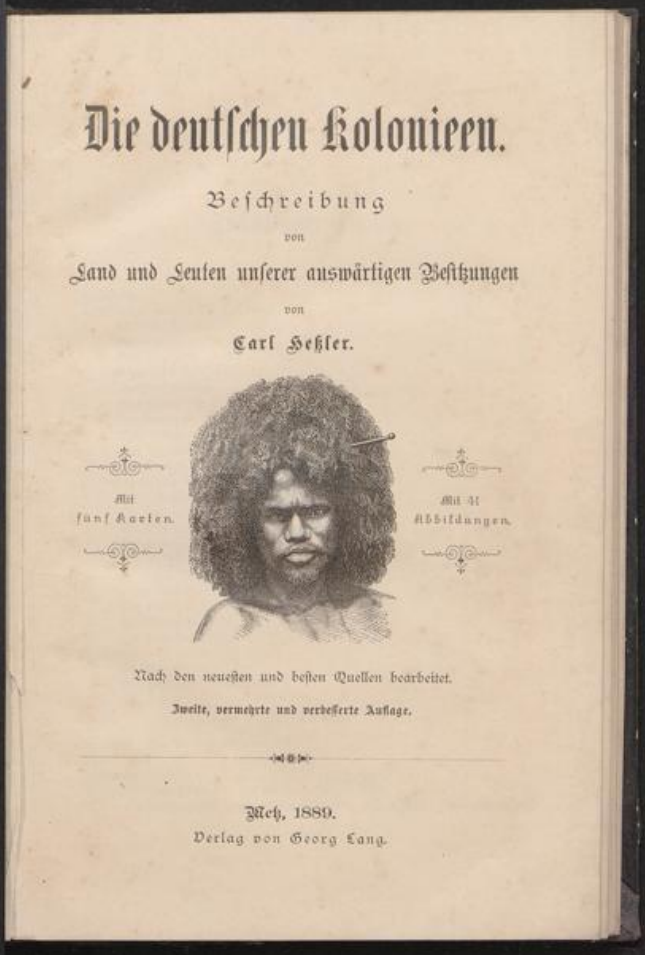 Die deutschen Kolonieen.
Beschreibung
von
Land und Leuten unserer auswärtigen Besitzungen
von
Carl Heßler.
Mit
fünf Karten.
Mit 41
Abbildungen.
Nach den neuesten und besten Quellen bearbeitet.
Zweite, vermehrte und verbesserte Auflage.
Metz, 1889.
Verlag von Georg Lang.